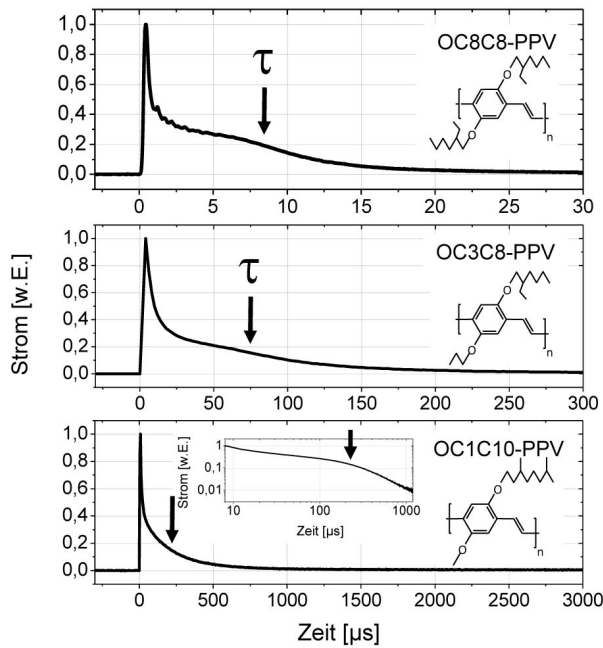 OC8C8-PPV
1,0
0,8
0,6
0,4
0,2
0,0
τ
O
O
n
0 5 10 15 20 25 30
OC3C8-PPV
1,0
0,8
0,6
0,4
0,2
0,0
τ
O
O
n
0 25 50 75 100 125 150
Strom [w.E.]
OC1C10-PPV
1,0
0,8
0,6
0,4
0,2
0,0
Strom [w.E.]
1
0,1
0,01
10 100 1000
Zeit [µs]
O
O
n
0 500 1000 1500 2000 2500 3000
Zeit [µs]